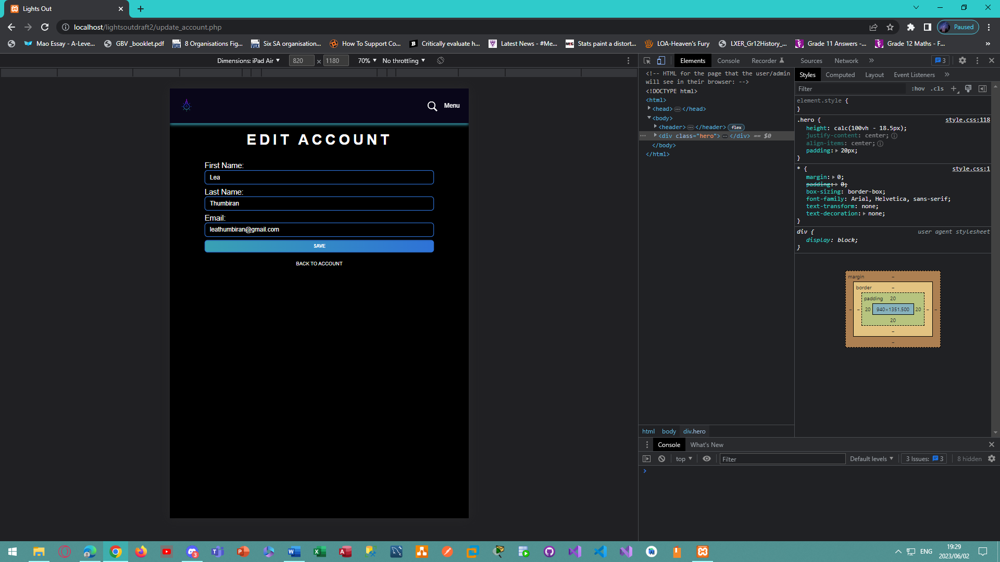 Lights Out
localhost/lightsoutdraft2/update_account.php
Paused
Mao Essay - A-Leve...
GBV _booklet.pdf
8 Organisations Fig...
Six SA organisation...
How To Support Co...
Critically evaluate h...
Latest News - #Me...
Stats paint a distort...
LOA-Heaven's Fury
LXER_Gr12History_...
Grade 11 Answers -...
Grade 12 Maths - F...
»
Dimensions: iPad Air 820 × 1180 70% No throttling
Menu
EDIT ACCOUNT
First Name:
Lea
Last Name:
Thumbiran
Email:
leathumbiran@gmail.com
SAVE
BACK TO ACCOUNT
Elements Console Recorder Sources Network » 3
<!-- HTML for the page that the user/admin
will see in their browser: -->
<!DOCTYPE html>
<html>
<head> ··· </head>
<body>
<header> ··· </header> flex
··· <div class="hero"> ··· </div> == $0
</body>
</html>
html body div.hero
Styles Computed Layout Event Listeners »
Filter :hov .cls +
element.style {
}
.hero { style.css:118
height: calc(100vh - 18.5px);
justify-content: center;
align-items: center;
padding: 20px;
}
* { style.css:1
margin: 0;
padding: 0;
box-sizing: border-box;
font-family: Arial, Helvetica, sans-serif;
text-transform: none;
text-decoration: none;
}
div { user agent stylesheet
display: block;
}
margin –
border –
padding 20
– – 20 940×1351.500 20 – –
20
–
–
Console What's New
top Filter Default levels 3 Issues: 3 8 hidden
>
3
ENG
19:29
2023/06/02